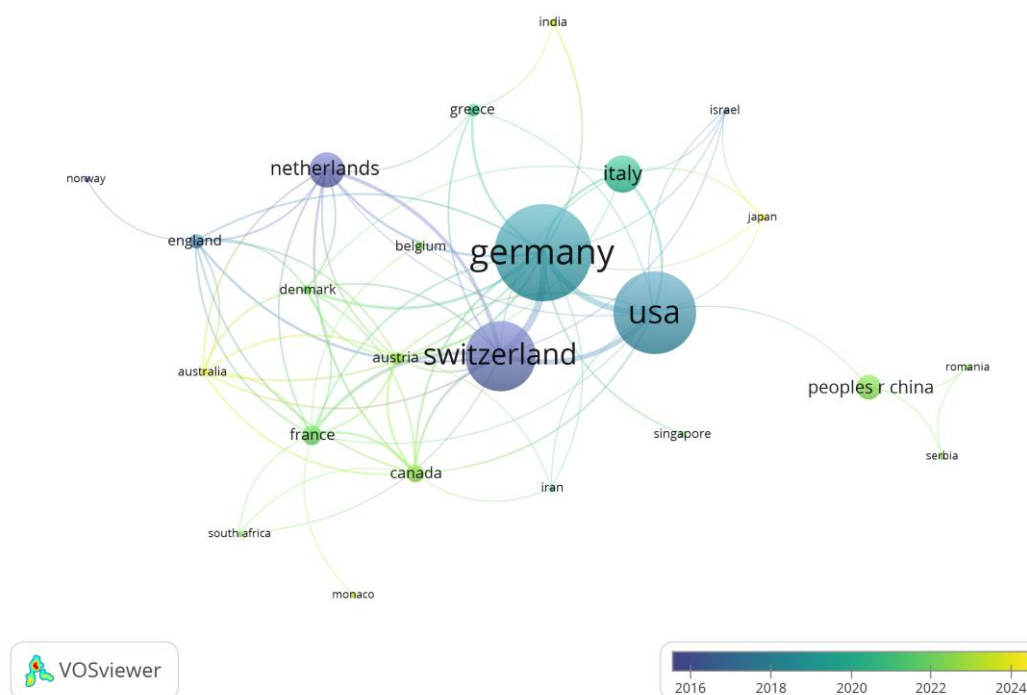 india
greece
israel
netherlands
italy
norway
japan
england
belgium
germany
denmark
usa
switzerland
austria
romania
australia
peoples r china
france
singapore
serbia
canada
iran
south africa
monaco
VOSviewer
2016 2018 2020 2022 2024